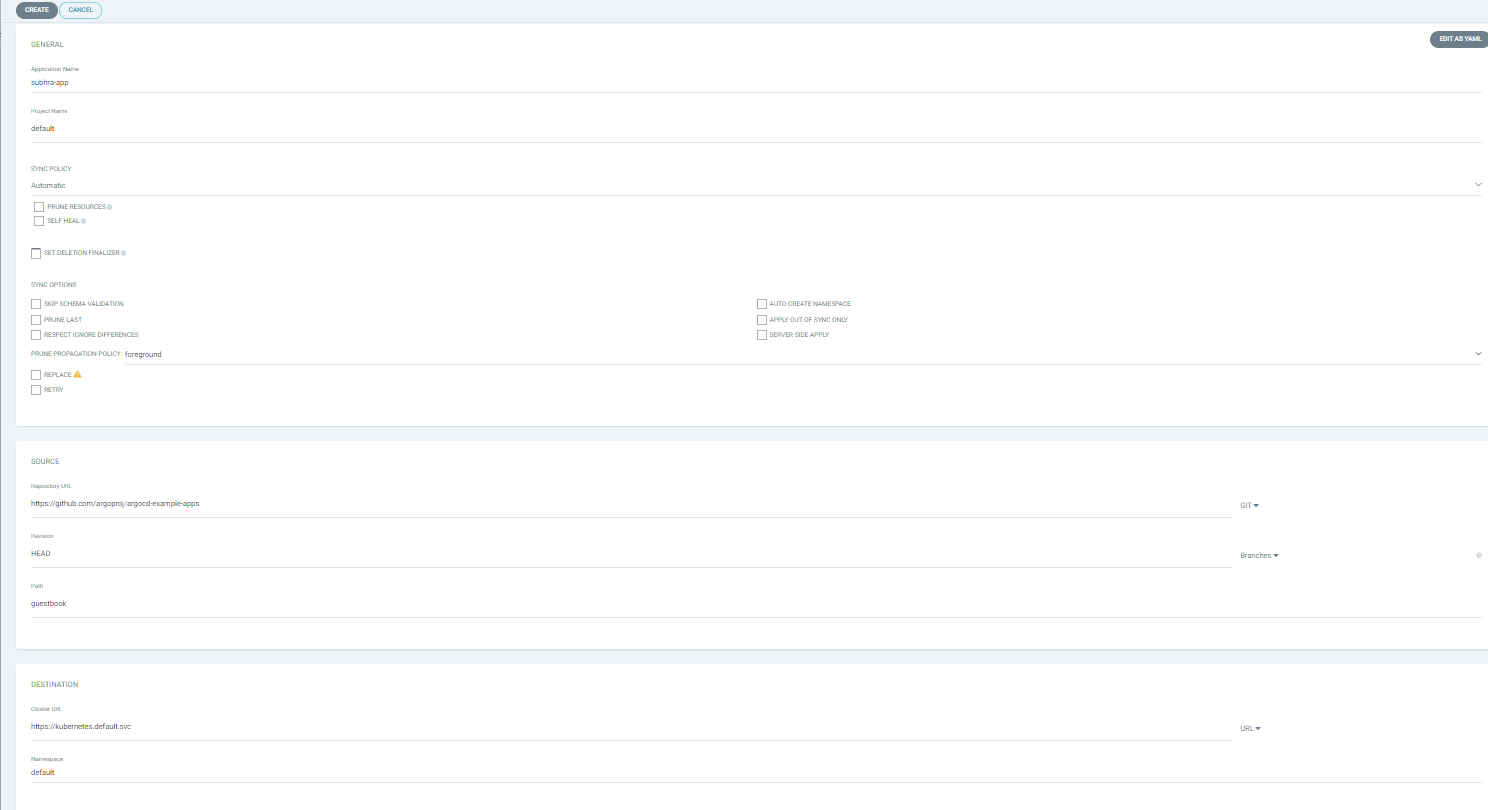 CREATE CANCEL
GENERAL
EDIT AS YAML
Application Name
subhra-app
Project Name
default
SYNC POLICY
Automatic
PRUNE RESOURCES
SELF HEAL
SET DELETION FINALIZER
SYNC OPTIONS
SKIP SCHEMA VALIDATION AUTO CREATE NAMESPACE
PRUNE LAST APPLY OUT OF SYNC ONLY
RESPECT IGNORE DIFFERENCES SERVER SIDE APPLY
PRUNE PROPAGATION POLICY: foreground
REPLACE
RETRY
SOURCE
Repository URL
https://github.com/argoproj/argocd-example-apps GIT
Revision
HEAD Branches
Path
guestbook
DESTINATION
Cluster URL
https://kubernetes.default.svc URL
Namespace
default